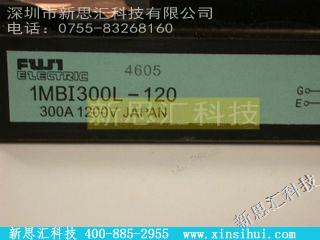 深圳市新思汇科技有限公司
电话:0755-83268160
FUJI
ELECTRIC
4605
1MBI300L-120
300A 1200V JAPAN
G
E
新思汇科技
新思汇科技
新思汇科技 400-885-2955 www.xinsihui.com